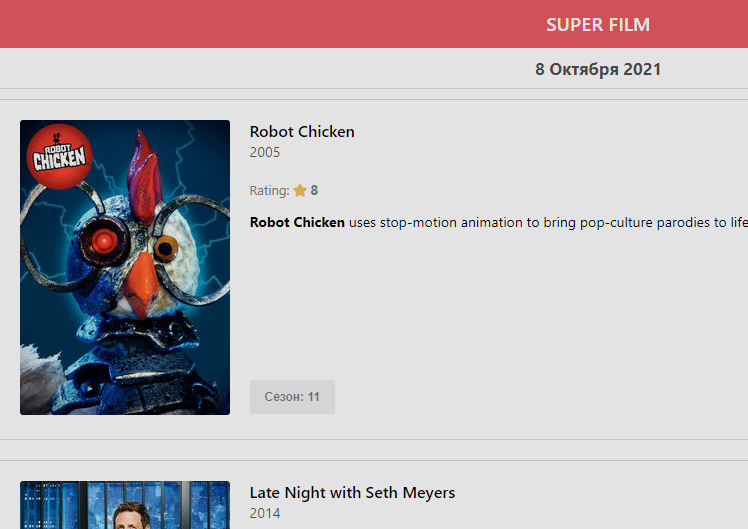 SUPER FILM
8 Октября 2021
ROBOT
CHICKEN
Robot Chicken
2005
Rating: 8
Robot Chicken uses stop-motion animation to bring pop-culture parodies to life
Сезон: 11
Late Night with Seth Meyers
2014